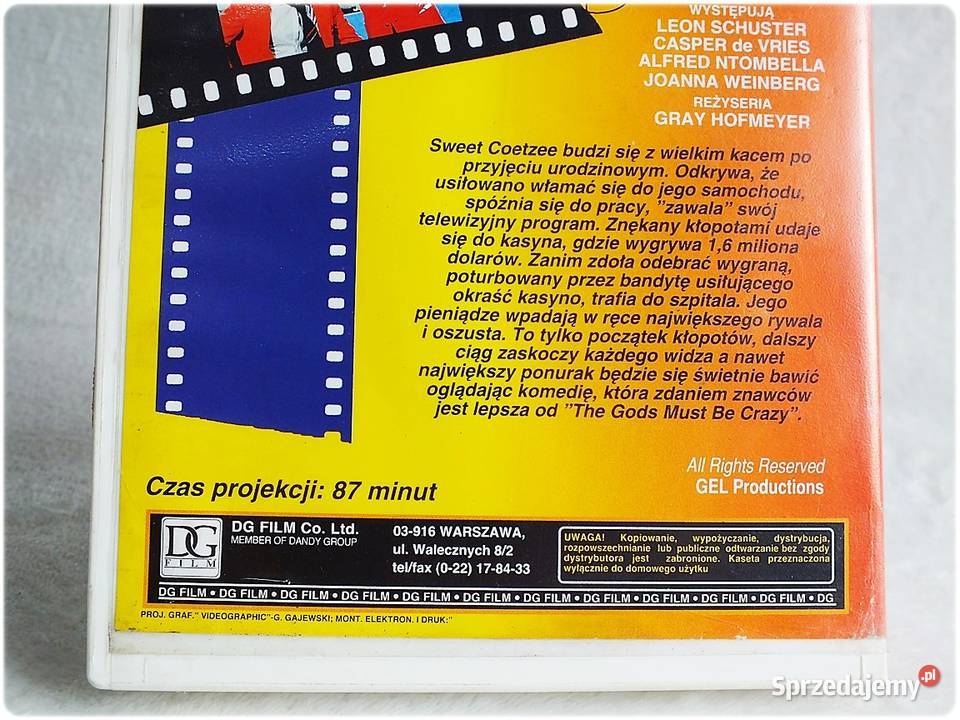 WYSTĘPUJĄ
LEON SCHUSTER
CASPER de VRIES
ALFRED NTOMBELLA
JOANNA WEINBERG
REŻYSERIA
GRAY HOFMEYER
Sweet Coetzee budzi się z wielkim kacem po
przyjęciu urodzinowym. Odkrywa, że
usiłowano włamać się do jego samochodu,
spóźnia się do pracy, "zawala" swój
telewizyjny program. Znękany kłopotami udaje
się do kasyna, gdzie wygrywa 1,6 miliona
dolarów. Zanim zdoła odebrać wygraną,
poturbowany przez bandytę usiłującego
okraść kasyno, trafia do szpitala. Jego
pieniądze wpadają w ręce największego rywala
i oszusta. To tylko początek kłopotów, dalszy
ciąg zaskoczy każdego widza a nawet
największy ponurak będzie się świetnie bawić
oglądając komedię, która zdaniem znawców
jest lepsza od "The Gods Must Be Crazy".
All Rights Reserved
GEL Productions
Czas projekcji: 87 minut
DG
FILM
DG FILM Co. Ltd.
MEMBER OF DANDY GROUP
03-916 WARSZAWA,
ul. Walecznych 8/2
tel/fax (0-22) 17-84-33
UWAGA! Kopiowanie, wypożyczanie, dystrybucja,
rozpowszechnianie lub publiczne odtwarzanie bez zgody
dystrybutora jest zabronione. Kaseta przeznaczona
wyłącznie do domowego użytku
DG FILM • DG FILM • DG FILM • DG FILM • DG FILM • DG FILM • DG FILM • DG FILM • DG FILM • DG FILM • DG FILM • DG
PROJ. GRAF." VIDEOGRAPHIC"-G. GAJEWSKI; MONT. ELEKTRON. I DRUK:"
Sprzedajemy.pl